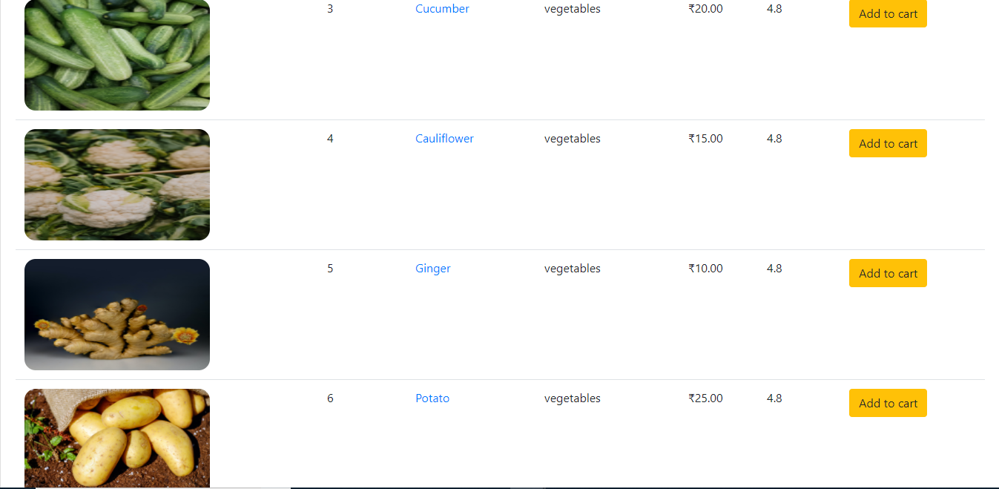 3 Cucumber vegetables ₹20.00 4.8 Add to cart
4 Cauliflower vegetables ₹15.00 4.8 Add to cart
5 Ginger vegetables ₹10.00 4.8 Add to cart
6 Potato vegetables ₹25.00 4.8 Add to cart